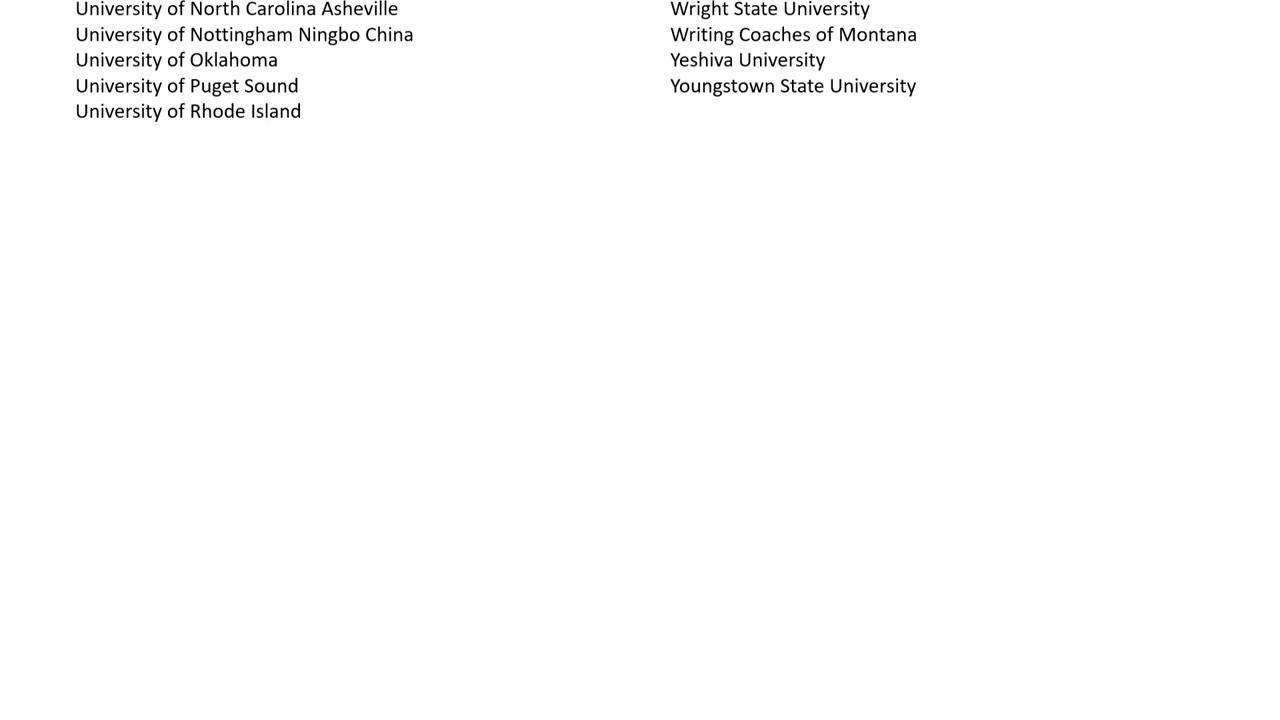 University of North Carolina Asheville
University of Nottingham Ningbo China
University of Oklahoma
University of Puget Sound
University of Rhode Island
Wright State University
Writing Coaches of Montana
Yeshiva University
Youngstown State University